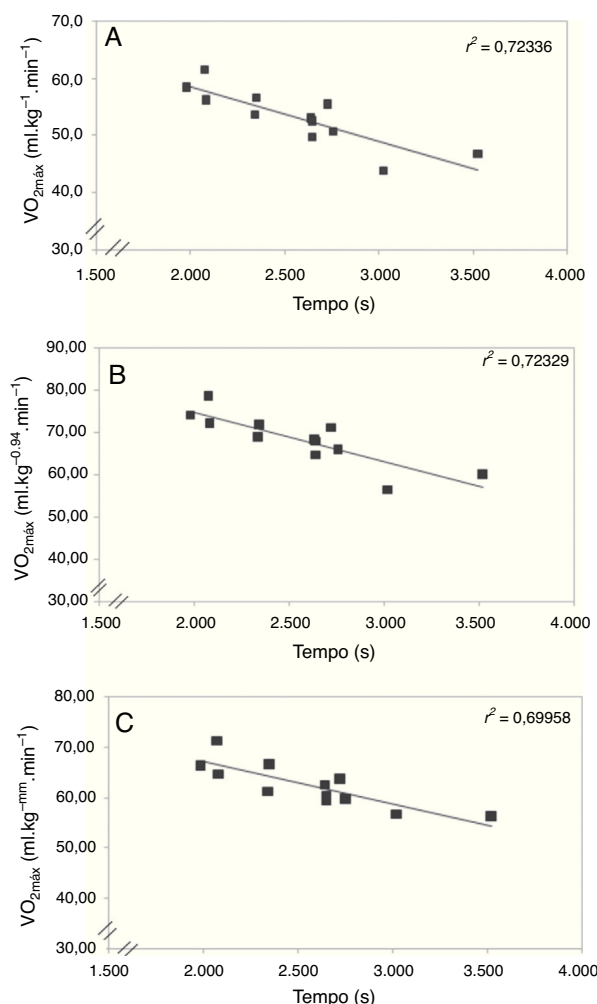 A
r² = 0,72336
VO2máx (ml.kg–1.min–1)
70,0
60,0
50,0
40,0
30,0
1.500 2.000 2.500 3.000 3.500 4.000
Tempo (s)
B
r² = 0,72329
VO2máx (ml.kg–0.94.min–1)
90,00
80,00
70,00
60,00
50,00
40,00
30,00
1.500 2.000 2.500 3.000 3.500 4.000
Tempo (s)
C
r² = 0,69958
VO2máx (ml.kg–mm.min–1)
80,00
70,00
60,00
50,00
40,00
30,00
2.000 2.500 3.000 3.500 4.000
Tempo (s)